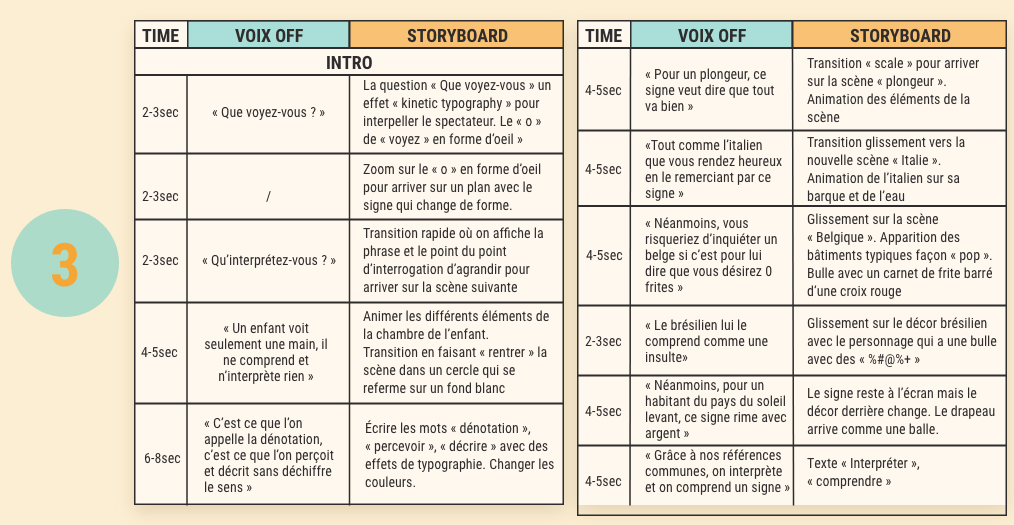 3
TIME
VOIX OFF
STORYBOARD
INTRO
2-3sec
« Que voyez-vous ? »
La question « Que voyez-vous » un
effet « kinetic typography » pour
interpeller le spectateur. Le « o »
de « voyez » en forme d'oeil »
2-3sec
/
Zoom sur le « o » en forme d'oeil
pour arriver sur un plan avec le
signe qui change de forme.
2-3sec
« Qu'interprétez-vous ? »
Transition rapide où on affiche la
phrase et le point du point
d'interrogation d'agrandir pour
arriver sur la scène suivante
4-5sec
« Un enfant voit
seulement une main, il
ne comprend et
n'interprète rien »
Animer les différents éléments de
la chambre de l'enfant.
Transition en faisant « rentrer » la
scène dans un cercle qui se
referme sur un fond blanc
6-8sec
« C'est ce que l'on
appelle la dénotation,
c'est ce que l'on perçoit
et décrit sans déchiffre
le sens »
Écrire les mots « dénotation »,
« percevoir », « décrire » avec des
effets de typographie. Changer les
couleurs.
TIME
VOIX OFF
STORYBOARD
4-5sec
« Pour un plongeur, ce
signe veut dire que tout
va bien »
Transition « scale » pour arriver
sur la scène « plongeur ».
Animation des éléments de la
scène
4-5sec
«Tout comme l'italien
que vous rendez heureux
en le remerciant par ce
signe »
Transition glissement vers la
nouvelle scène « Italie ».
Animation de l'italien sur sa
barque et de l'eau
4-5sec
« Néanmoins, vous
risqueriez d'inquiéter un
belge si c'est pour lui
dire que vous désirez 0
frites »
Glissement sur la scène
« Belgique ». Apparition des
bâtiments typiques façon « pop ».
Bulle avec un carnet de frite barré
d'une croix rouge
2-3sec
« Le brésilien lui le
comprend comme une
insulte»
Glissement sur le décor brésilien
avec le personnage qui a une bulle
avec des « %#@%+ »
4-5sec
« Néanmoins, pour un
habitant du pays du soleil
levant, ce signe rime avec
argent »
Le signe reste à l'écran mais le
décor derrière change. Le drapeau
arrive comme une balle.
4-5sec
« Grâce à nos références
communes, on interprète
et on comprend un signe »
Texte « Interpréter »,
« comprendre »